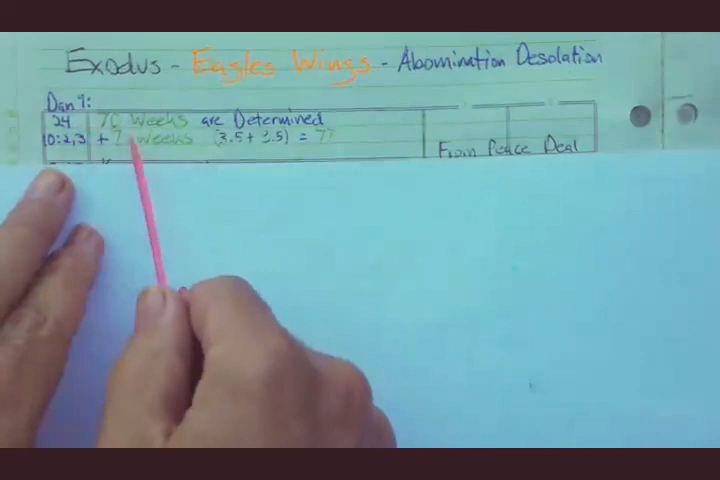 Exodus - Eagles Wings - Abomination Desolation
Dan 9:
24 70 Weeks are Determined
10:2,3 + 7 weeks (3.5 + 3.5) = 77
From Peace Deal